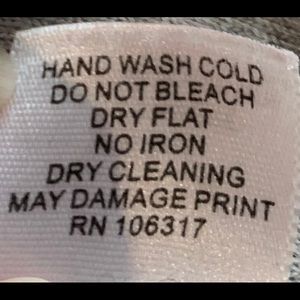 HAND WASH COLD
DO NOT BLEACH
DRY FLAT
NO IRON
DRY CLEANING
MAY DAMAGE PRINT
RN 106317